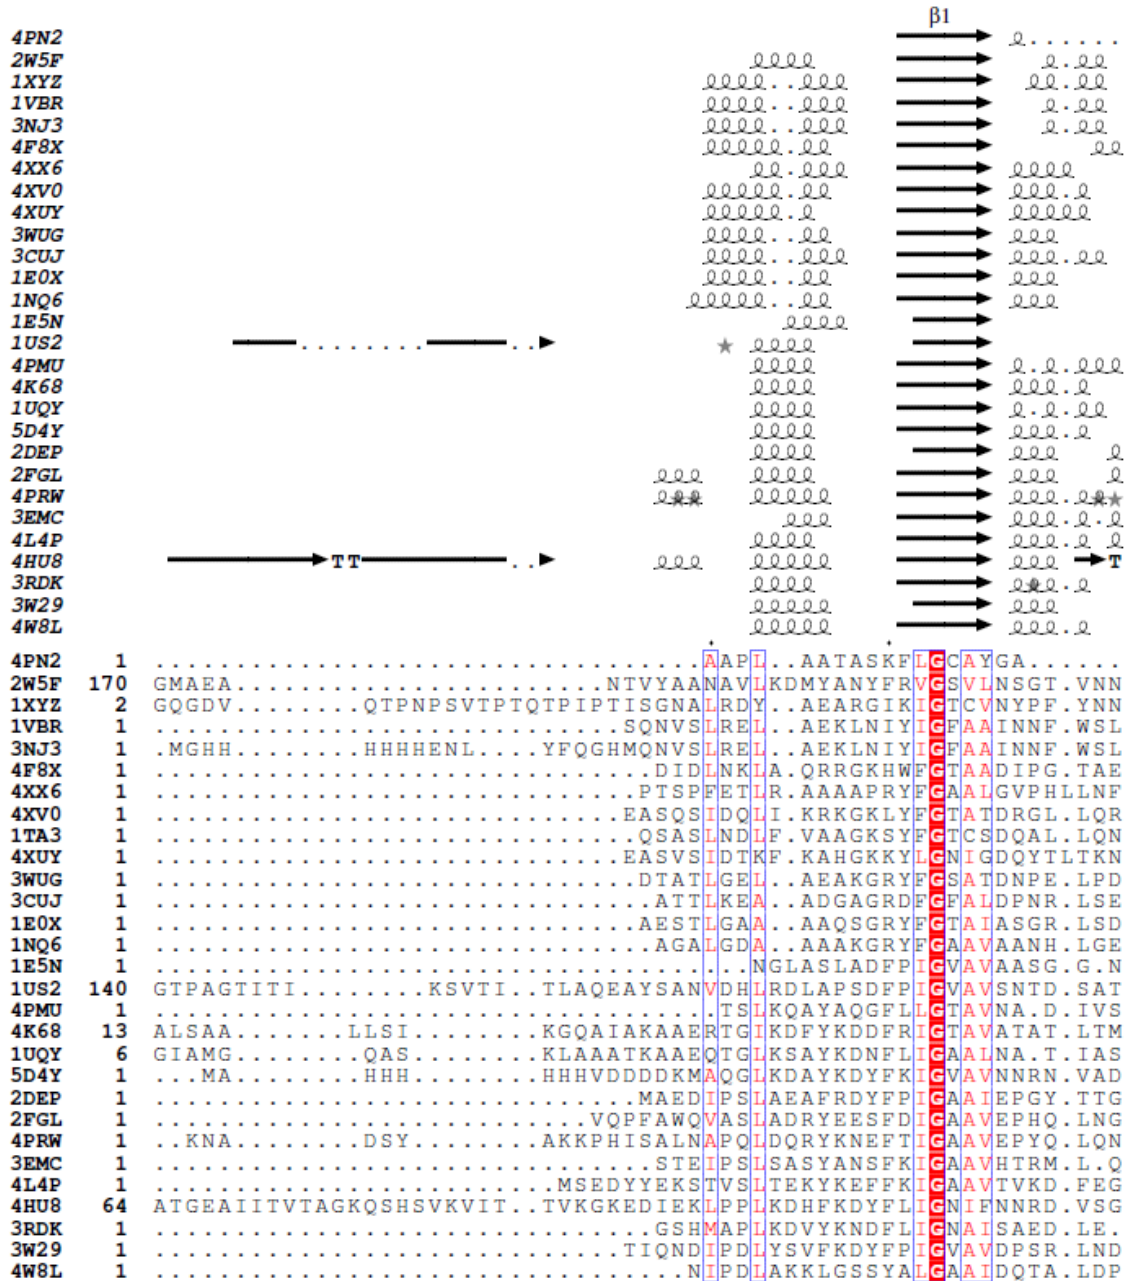 β1
4PN2 . . . . . .
2W5F . .
1XYZ . . .
1VBR . . .
3NJ3 . . .
4F8X .
4XX6 .
4XV0 . .
4XUY .
3WUG . .
3CUJ . . .
1E0X . .
1NQ6 . .
1E5N
1US2 . . . . . . . . . .
4PMU . .
4K68 .
1UQY . .
5D4Y .
2DEP
2FGL
4PRW .
3EMC . .
4L4P .
4HU8 TT . . T
3RDK .
3W29
4W8L .
4PN2 1 ..................................AAPL..AATASKFLGCAYGA......
2W5F 170 GMAEA.......................NTVYAANAVLKDMYANYFRVGSVLNSGT.VNN
1XYZ 2 GQGDV........QTPNPSVTPTQTPIPTISGNALRDY..AEARGIKIGTCVNYPF.YNN
1VBR 1 .............................SQNVSLREL..AEKLNIYIGFAAINNF.WSL
3NJ3 1 .MGHH........HHHHENL....YFQGHMQNVSLREL..AEKLNIYIGFAAINNF.WSL
4F8X 1 ...............................DIDLNKLA.QRRGKHWFGTAADIPG.TAE
4XX6 1 ..............................PTSPFETLR.AAAAPRYFGAALGVPHLLNF
4XV0 1 .............................EASQSIDQLI.KRKGKLYFGTATDRGL.LQR
1TA3 1 ..............................QSASLNDLF.VAAGKSYFGTCSDQAL.LQN
4XUY 1 .............................EASVSIDTKF.KAHGKKYLGNIGDQYTLTKN
3WUG 1 ..............................DTATLGEL..AEAKGRYFGSATDNPE.LPD
3CUJ 1 ...............................ATTLKEA..ADGAGRDFGFALDPNR.LSE
1E0X 1 ..............................AESTLGAA..AAQSGRYFGTAIASGR.LSD
1NQ6 1 ...............................AGALGDA..AAAKGRYFGAAVAANH.LGE
1E5N 1 .....................................NGLASLADFPIGVAVAASG.G.N
1US2 140 GTPAGTITI........KSVTI..TLAQEAYSANVDHLRDLAPSDFPIGVAVSNTD.SAT
4PMU 1 ...................................TSLKQAYAQGFLLGTAVNA.D.IVS
4K68 13 ALSAA.......LLSI........KGQAIAKAAERTGIKDFYKDDFRIGTAVATAT.LTM
1UQY 6 GIAMG........QAS........KLAAATKAAEQTGLKSAYKDNFLIGAALNA.T.IAS
5D4Y 1 ...MA........HHH........HHHVDDDDKMAQGLKDAYKDYFKIGVAVNNRN.VAD
2DEP 1 ..............................MAEDIPSLAEAFRDYFPIGAAIEPGY.TTG
2FGL 1 ...........................VQPFAWQVASLADRYEESFDIGAAVEPHQ.LNG
4PRW 1 ..KNA........DSY........AKKPHISALNAPQLDQRYKNEFTIGAAVEPYQ.LQN
3EMC 1 ...............................STEIPSLSASYANSFKIGAAVHTRM.L.Q
4L4P 1 .........................MSEDYYEKSTVSLTEKYKEFFKIGAAVTVKD.FEG
4HU8 64 ATGEAIITVTAGKQSHSVKVIT..TVKGKEDIEKLPPLKDHFKDYFLIGNIFNNRD.VSG
3RDK 1 ...............................GSHMAPLKDVYKNDFLIGNAISAED.LE.
3W29 1 .............................TIQNDIPDLYSVFKDYFPIGVAVDPSR.LND
4W8L 1 .................................NIPDLAKKLGSSYALGAAIDQTA.LDP